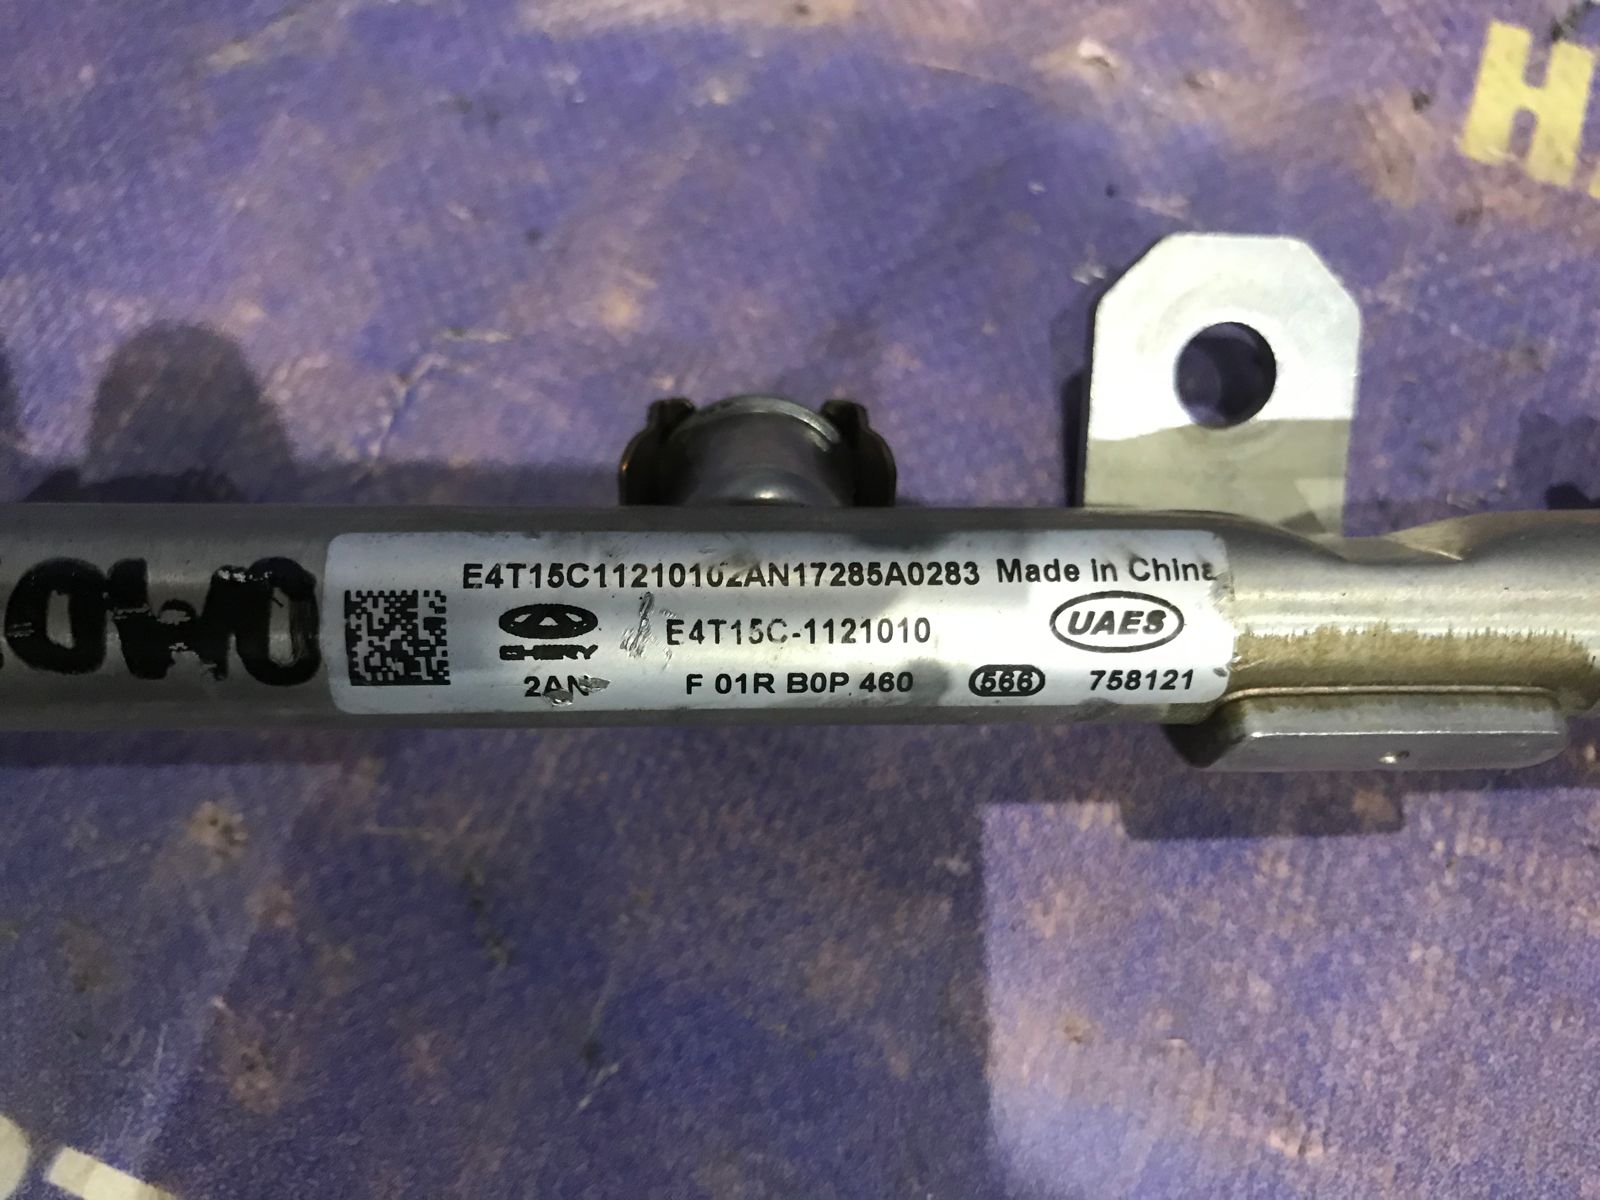 E4T15C11210102AN17285A0283 Made in China
CHERY
E4T15C-1121010
UAES
2AN
F 01R B0P 460
566
758121
H